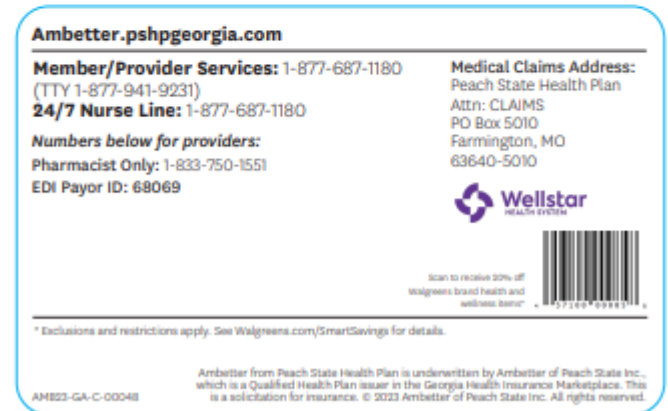 Ambetter.pshpgeorgia.com
Member/Provider Services: 1-877-687-1180
(TTY 1-877-941-9231)
24/7 Nurse Line: 1-877-687-1180
Numbers below for providers:
Pharmacist Only: 1-833-750-1551
EDI Payor ID: 68069
Medical Claims Address:
Peach State Health Plan
Attn: CLAIMS
PO Box 5010
Farmington, MO
63640-5010
Wellstar
HEALTH SYSTEM
Scan to receive 20% off
Walgreens brand health and
wellness items*
* Exclusions and restrictions apply. See Walgreens.com/SmartSavings for details.
AMB23-GA-C-00048
Ambetter from Peach State Health Plan is underwritten by Ambetter of Peach State Inc.,
which is a Qualified Health Plan issuer in the Georgia Health Insurance Marketplace. This
is a solicitation for insurance. © 2023 Ambetter of Peach State Inc. All rights reserved.